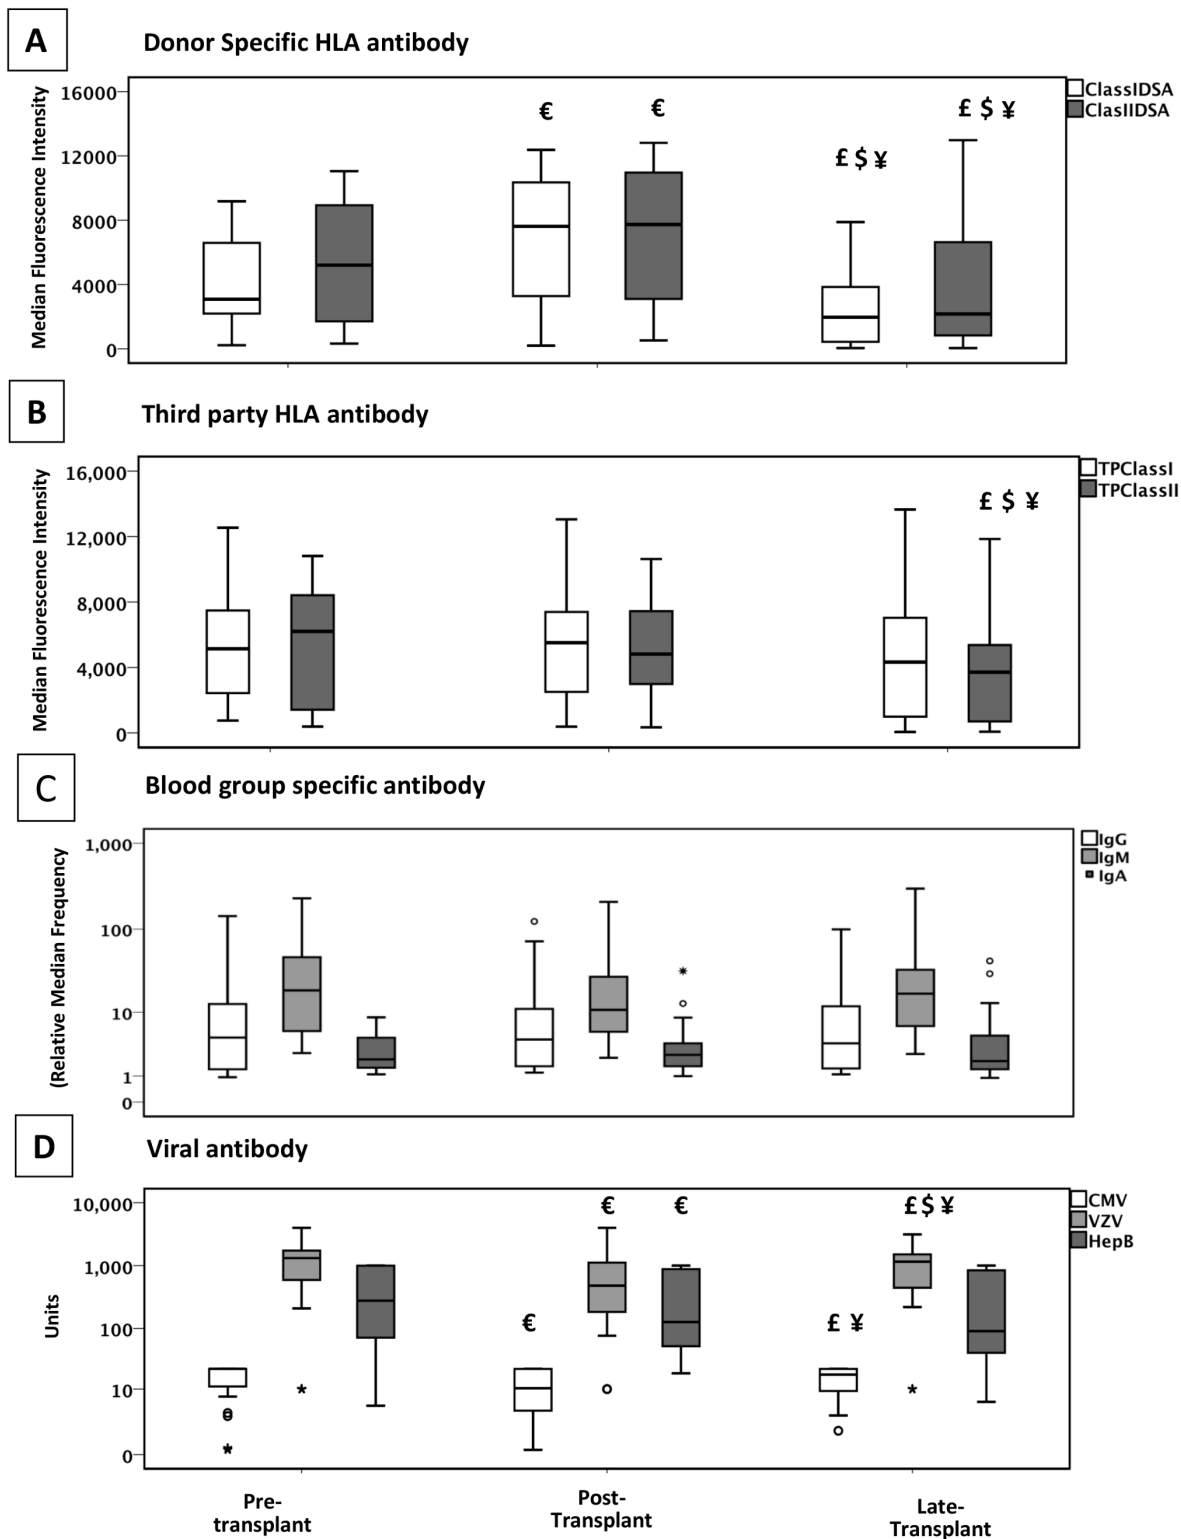 A
Donor Specific HLA antibody
Median Fluorescence Intensity
16000
12000
8000
4000
0
€
€
£ $ ¥
£ $ ¥
ClassIDSA
ClasIIDSA
B
Third party HLA antibody
Median Fluorescence Intensity
16,000
12,000
8,000
4,000
0
£ $ ¥
TPClassI
TPClassII
C
Blood group specific antibody
(Relative Median Frequency
1,000
100
10
1
0
IgG
IgM
IgA
D
Viral antibody
Units
10,000
1,000
100
10
0
€
€
€
£ ¥
£ $ ¥
CMV
VZV
HepB
Pre-
transplant
Post-
Transplant
Late-
Transplant